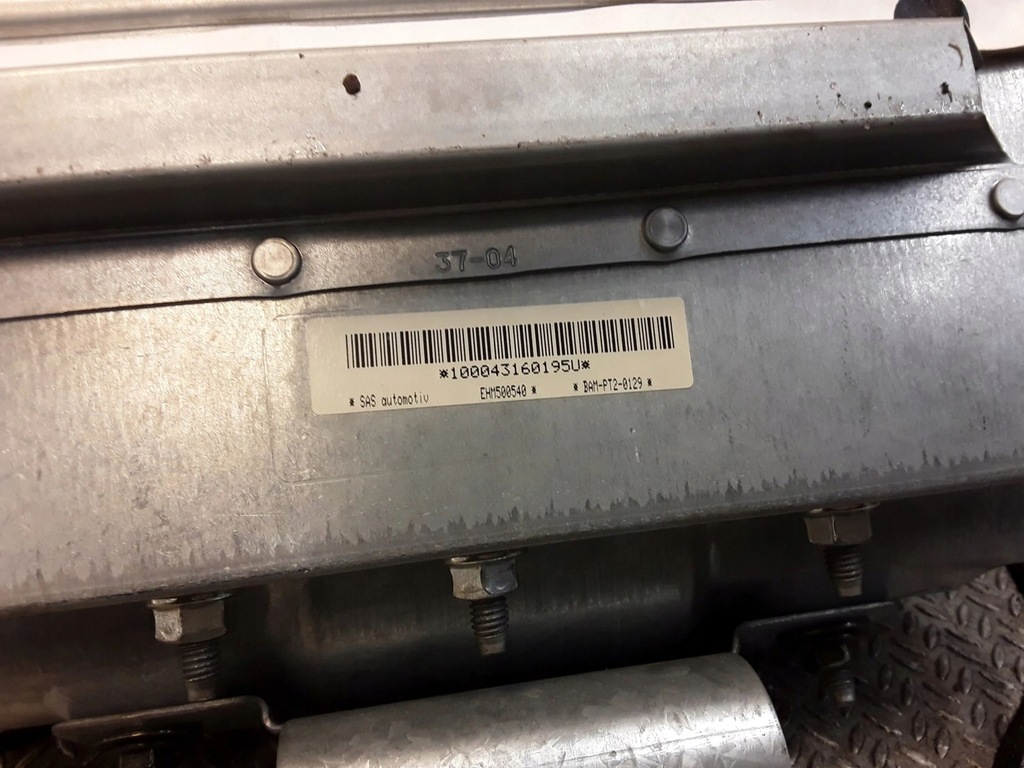 37-04
*100043160195U*
* SAS automotiv EHM500540 * * BAM-PT2-0129 *